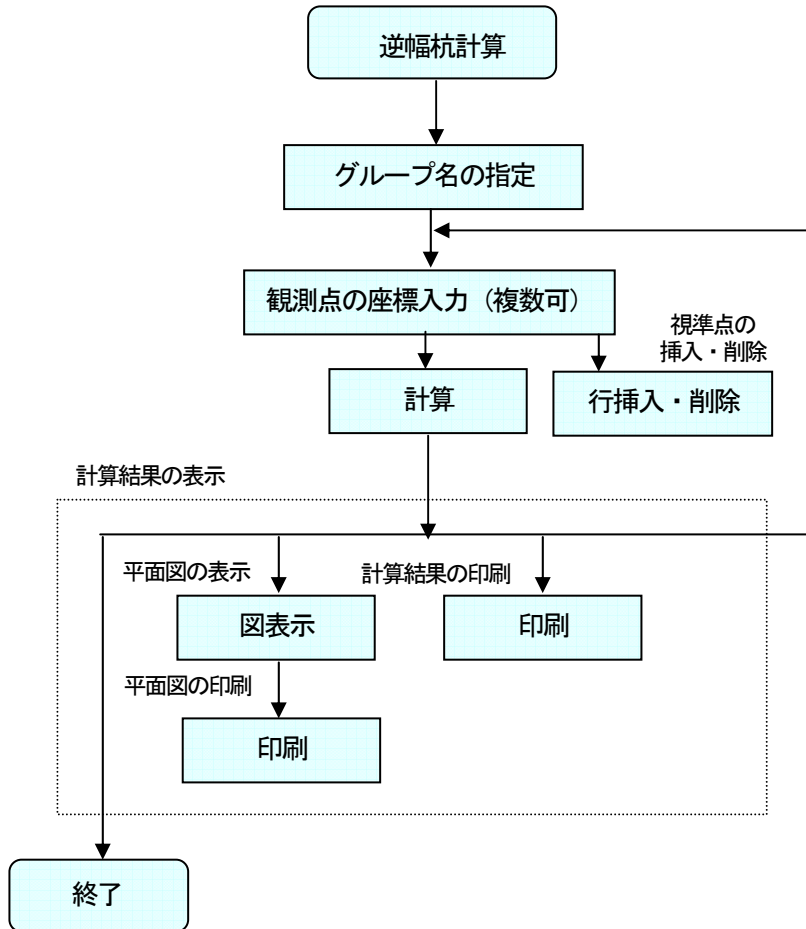 逆幅杭計算
グループ名の指定
観測点の座標入力（複数可）
視準点の
挿入・削除
計算
行挿入・削除
計算結果の表示
平面図の表示
計算結果の印刷
図表示
印刷
平面図の印刷
印刷
終了